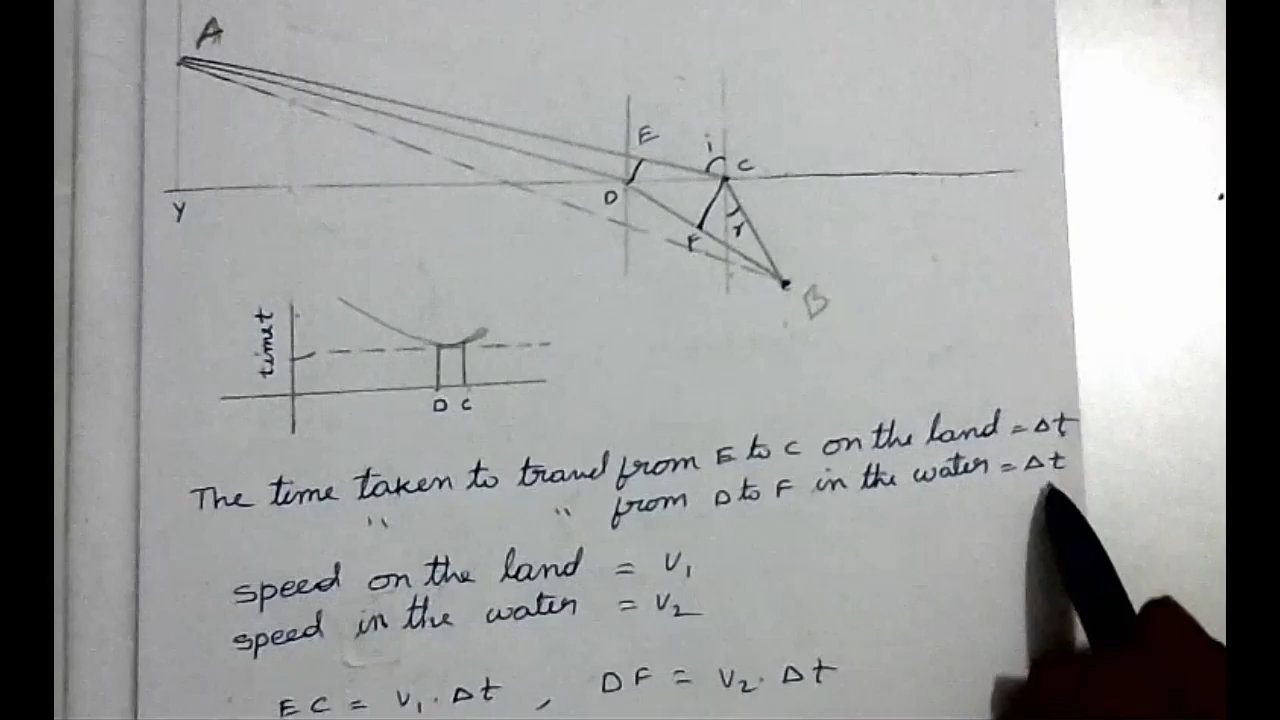 A
E
i
C
D
Y
F
r
B
time t
D C
The time taken to travel from E to C on the land = Δt
" " from D to F in the water = Δt
speed on the land = V1
speed in the water = V2
EC = V1. Δt , DF = V2. Δt